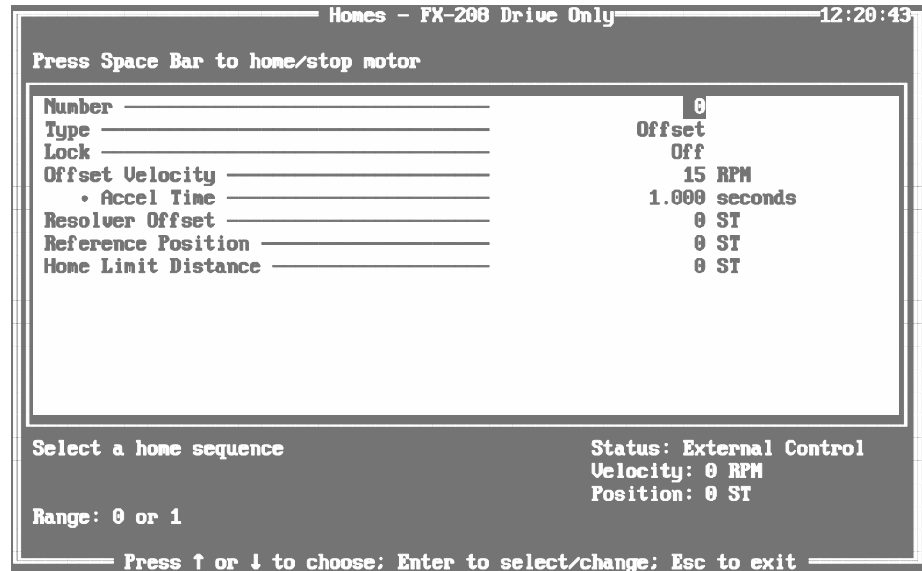 Homes - FX-208 Drive Only 12:20:43
Press Space Bar to home/stop motor
Number 0
Type Offset
Lock Off
Offset Velocity 15 RPM
• Accel Time 1.000 seconds
Resolver Offset 0 ST
Reference Position 0 ST
Home Limit Distance 0 ST
Select a home sequence
Status: External Control
Velocity: 0 RPM
Position: 0 ST
Range: 0 or 1
Press ↑ or ↓ to choose; Enter to select/change; Esc to exit